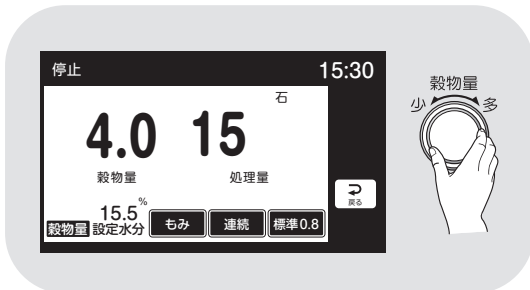 停止 15:30
穀物量
少 多
石
4.0 15
穀物量 処理量
戻る
15.5%
穀物量 設定水分 もみ 連続 標準0.8